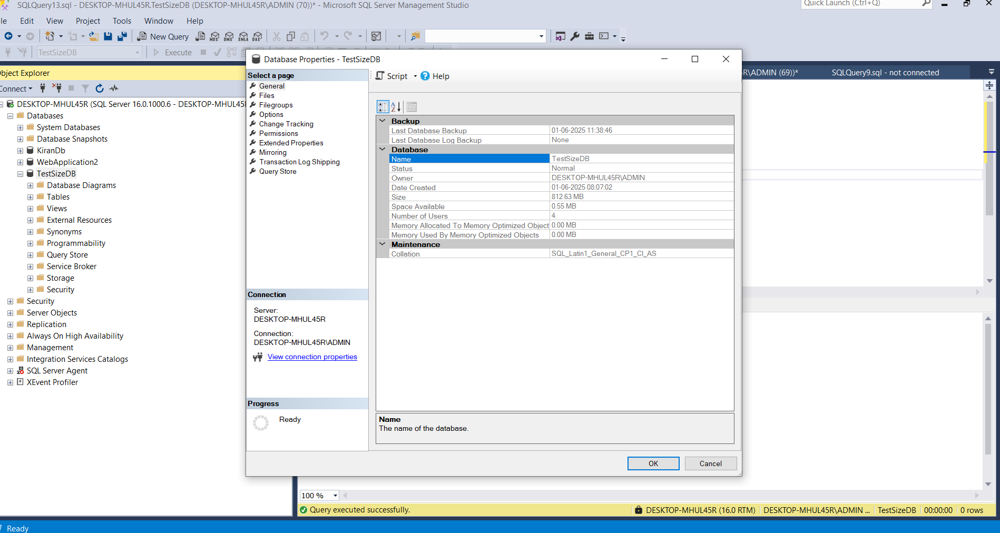 SQLQuery13.sql - DESKTOP-MHUL45R.TestSizeDB (DESKTOP-MHUL45R\ADMIN (70))* - Microsoft SQL Server Management Studio
Quick Launch (Ctrl+Q)
le Edit View Project Tools Window Help
New Query MDX DMX XMLA DAX
TestSizeDB Execute
Object Explorer
R\ADMIN (69))* SQLQuery9.sql - not connected
Connect
DESKTOP-MHUL45R (SQL Server 16.0.1000.6 - DESKTOP-MHUL45R
Databases
System Databases
Database Snapshots
KiranDb
WebApplication2
TestSizeDB
Database Diagrams
Tables
Views
External Resources
Synonyms
Programmability
Query Store
Service Broker
Storage
Security
Security
Server Objects
Replication
Always On High Availability
Management
Integration Services Catalogs
SQL Server Agent
XEvent Profiler
Database Properties - TestSizeDB
Select a page
General
Files
Filegroups
Options
Change Tracking
Permissions
Extended Properties
Mirroring
Transaction Log Shipping
Query Store
Connection
Server:
DESKTOP-MHUL45R
Connection:
DESKTOP-MHUL45R\ADMIN
View connection properties
Progress
Ready
Script Help
Backup
Last Database Backup 01-06-2025 11:38:46
Last Database Log Backup None
Database
Name TestSizeDB
Status Normal
Owner DESKTOP-MHUL45R\ADMIN
Date Created 01-06-2025 08:07:02
Size 812.63 MB
Space Available 0.55 MB
Number of Users 4
Memory Allocated To Memory Optimized Object 0.00 MB
Memory Used By Memory Optimized Objects 0.00 MB
Maintenance
Collation SQL_Latin1_General_CP1_CI_AS
Name
The name of the database.
OK Cancel
100 %
Query executed successfully. DESKTOP-MHUL45R (16.0 RTM) DESKTOP-MHUL45R\ADMIN ... TestSizeDB 00:00:00 0 rows
Ready